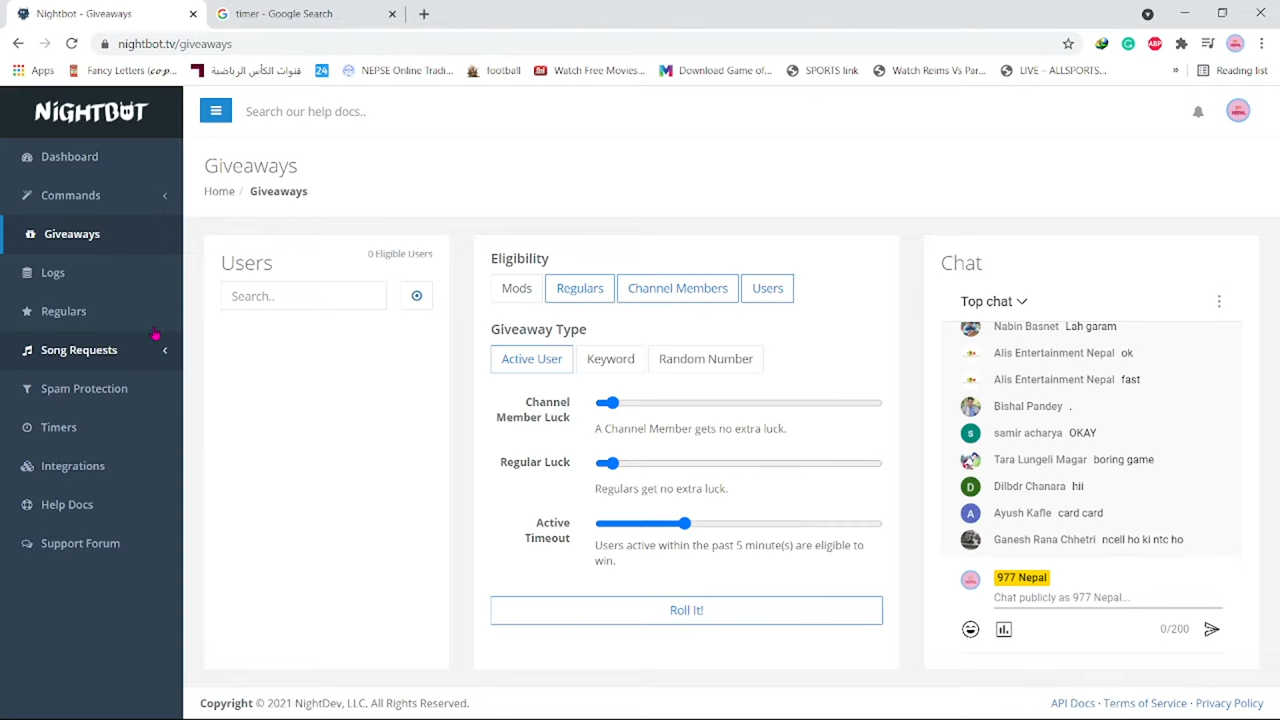 Nightbot - Giveaways
timer - Google Search
nightbot.tv/giveaways
ABP
Apps
Fancy Letters (
قنوات الكأس الرياضية
24
NEPSE Online Tradi...
football
Watch Free Movies...
Download Game of...
SPORTS link
Watch Reims Vs Par...
LIVE – ALLSPORTS...
»
Reading list
NiGHTBOT
Search our help docs..
Dashboard
Commands
Giveaways
Logs
Regulars
Song Requests
Spam Protection
Timers
Integrations
Help Docs
Support Forum
Giveaways
Home / Giveaways
Users
0 Eligible Users
Search..
Eligibility
Mods
Regulars
Channel Members
Users
Giveaway Type
Active User
Keyword
Random Number
Channel
Member Luck
A Channel Member gets no extra luck.
Regular Luck
Regulars get no extra luck.
Active
Timeout
Users active within the past 5 minute(s) are eligible to
win.
Roll It!
Chat
Top chat
Nabin Basnet Lah garam
Alis Entertainment Nepal ok
Alis Entertainment Nepal fast
Bishal Pandey .
samir acharya OKAY
Tara Lungeli Magar boring game
Dilbdr Chanara hii
Ayush Kafle card card
Ganesh Rana Chhetri ncell ho ki ntc ho
977 Nepal
Chat publicly as 977 Nepal...
0/200
Copyright © 2021 NightDev, LLC. All Rights Reserved.
API Docs · Terms of Service · Privacy Policy